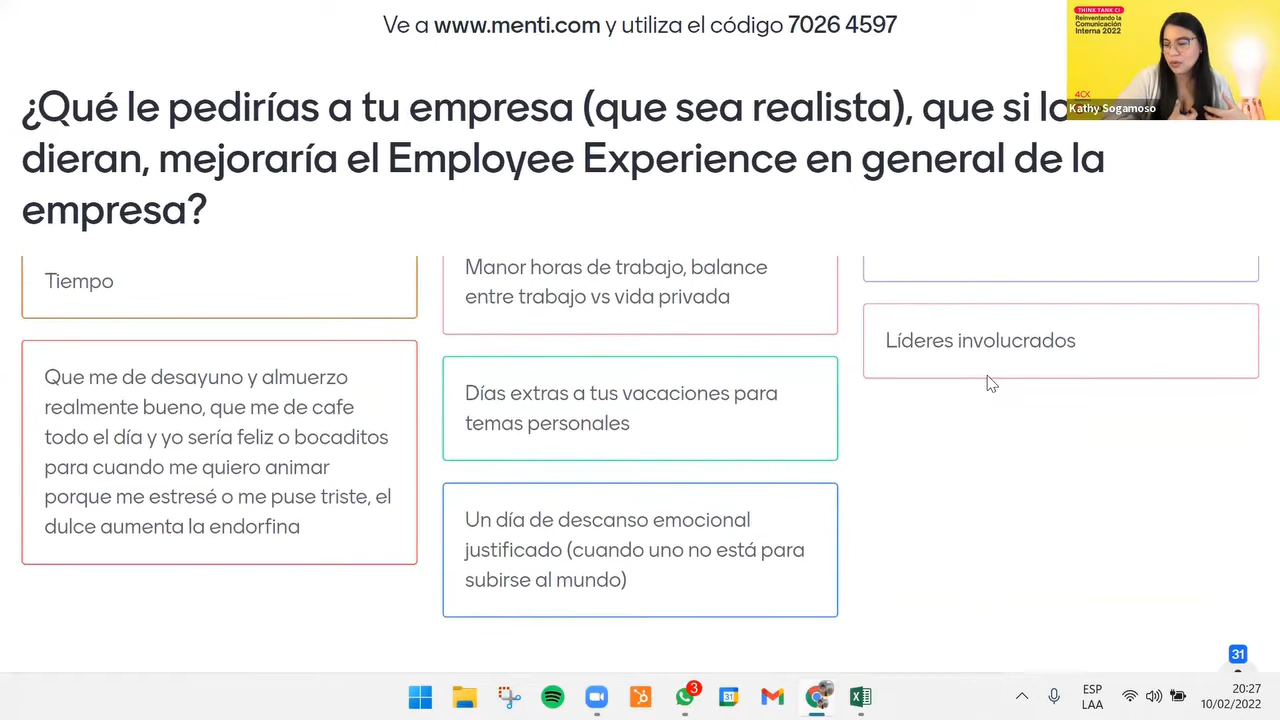 Ve a www.menti.com y utiliza el código 7026 4597
THINK TANK CI
Reinventando la
Comunicación
Interna 2022
4CX
Kathy Sogamoso
¿Qué le pedirías a tu empresa (que sea realista), que si lo
dieran, mejoraría el Employee Experience en general de la
empresa?
Tiempo
Que me de desayuno y almuerzo
realmente bueno, que me de cafe
todo el día y yo sería feliz o bocaditos
para cuando me quiero animar
porque me estresé o me puse triste, el
dulce aumenta la endorfina
Manor horas de trabajo, balance
entre trabajo vs vida privada
Días extras a tus vacaciones para
temas personales
Un día de descanso emocional
justificado (cuando uno no está para
subirse al mundo)
Líderes involucrados
31
3
31
ESP
LAA
20:27
10/02/2022